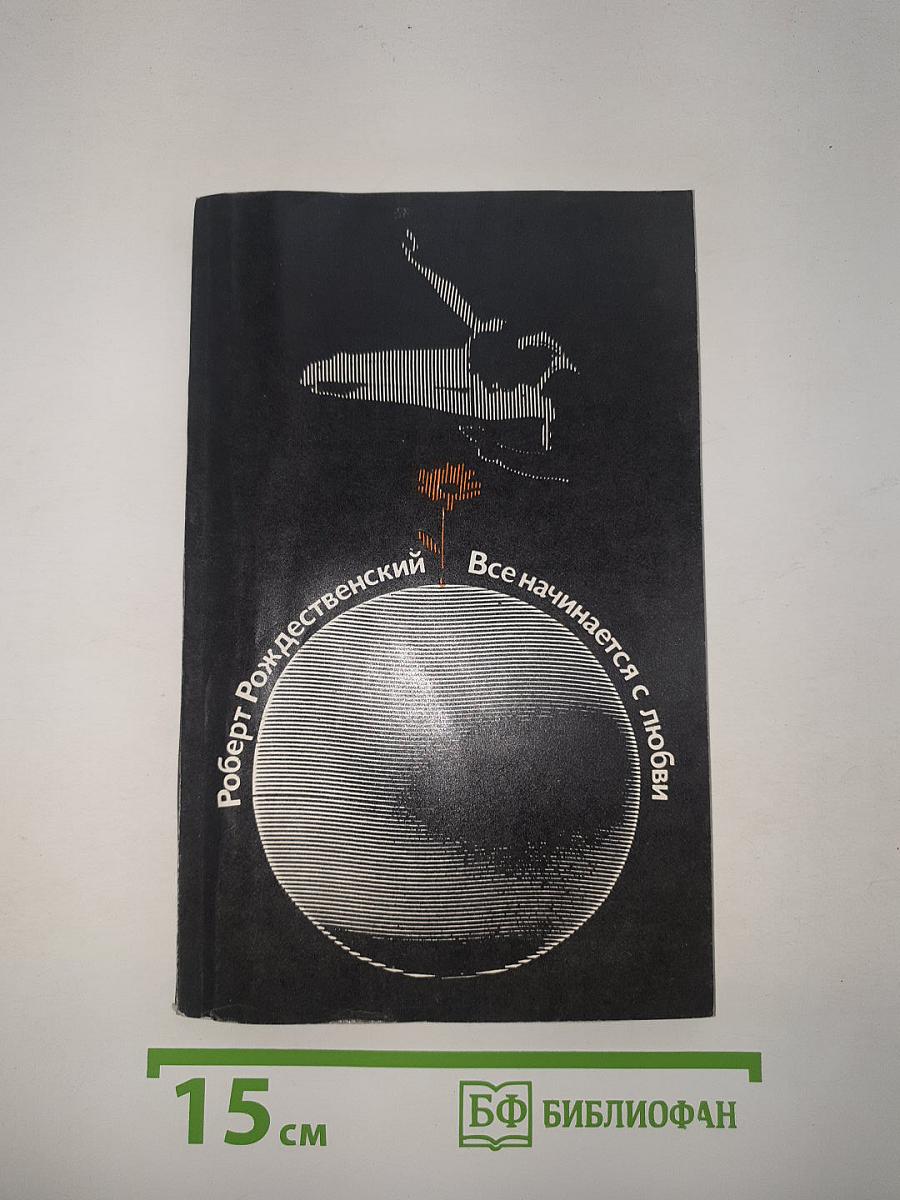 Роберт Рождественский
Все начинается с любви
15 см
БФ БИБЛИОФАН